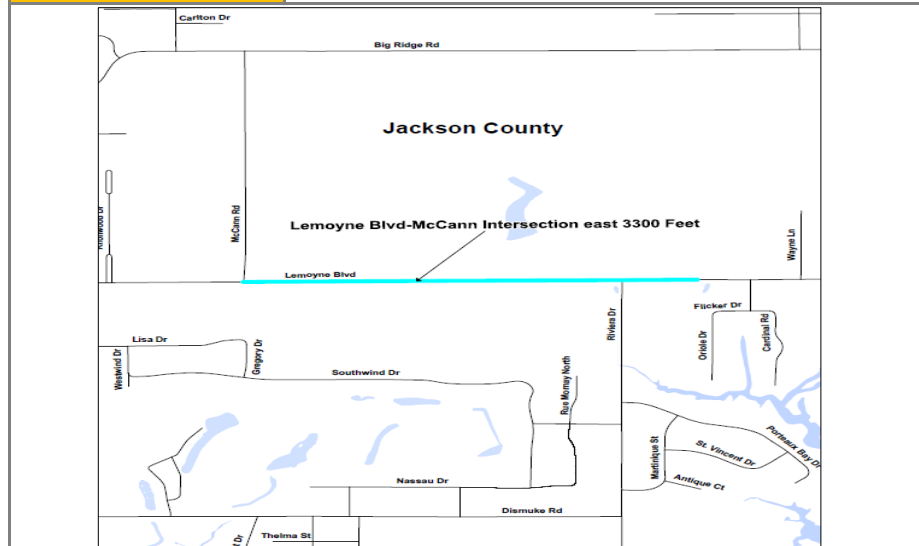 Carlton Dr
Big Ridge Rd
Jackson County
McCann Rd
Lemoyne Blvd-McCann Intersection east 3300 Feet
Wayne Ln
Lemoyne Blvd
Flicker Dr
Riviera Dr
Oriole Dr
Cardinal Rd
Lisa Dr
Westwind Dr
Gregory Dr
Southwind Dr
Rue Mornay North
Martinique St
St. Vincent Dr
Porteaux Bay Dr
Antique Ct
Nassau Dr
Dismuke Rd
Thelma St